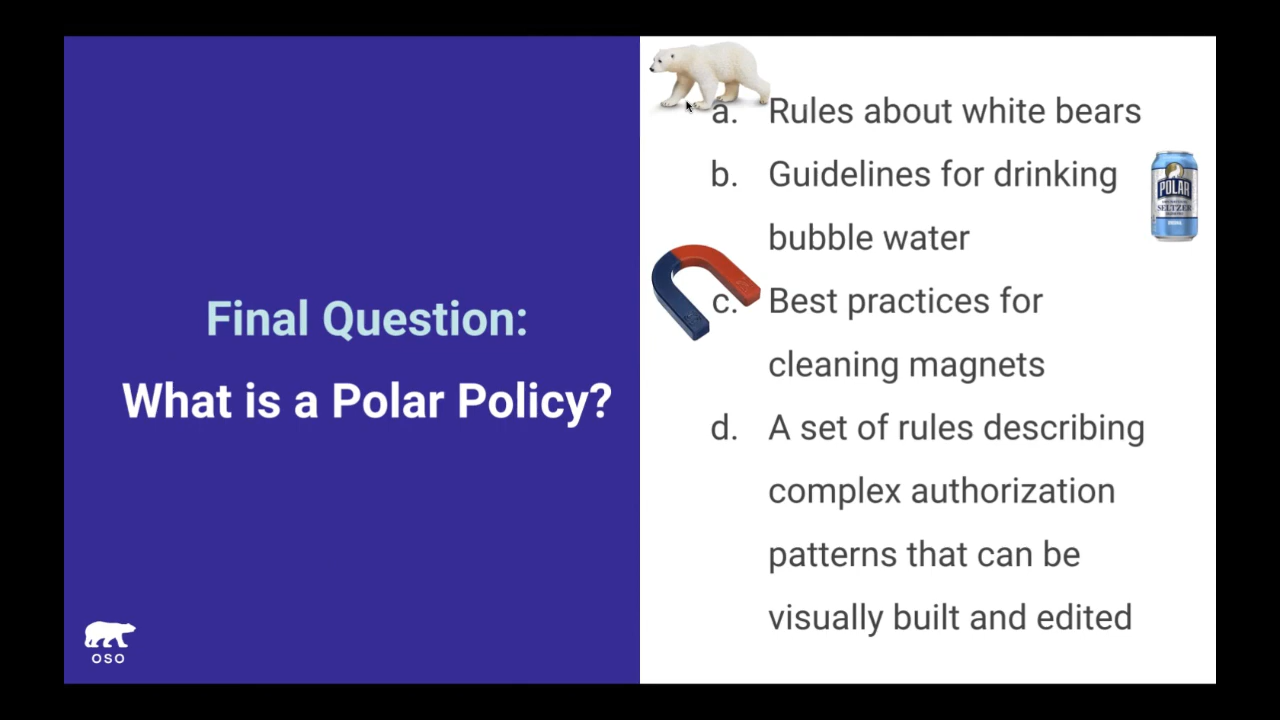 Final Question:
What is a Polar Policy?
OSO
a. Rules about white bears
b. Guidelines for drinking
bubble water
c. Best practices for
cleaning magnets
d. A set of rules describing
complex authorization
patterns that can be
visually built and edited
POLAR
SELTZER